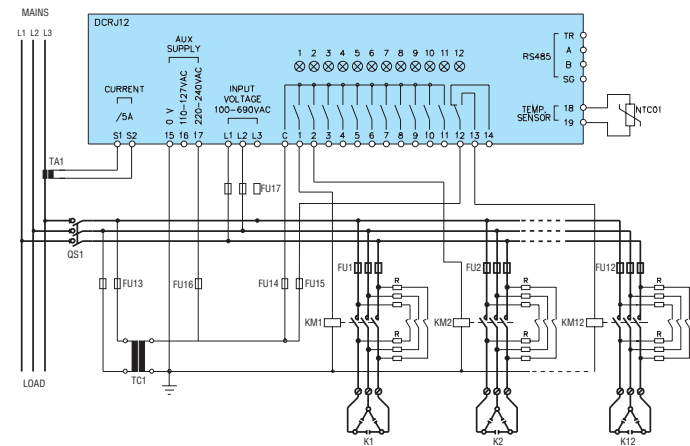 MAINS
L1 L2 L3
DCRJ12
AUX
SUPPLY
CURRENT
/5A
S1 S2
0 V
110-127VAC
220-240VAC
15 16 17
INPUT
VOLTAGE
100-690VAC
L1 L2 L3
1 2 3 4 5 6 7 8 9 10 11 12
C 1 2 3 4 5 6 7 8 9 10 11 12 13 14
RS485
TR
A
B
SG
TEMP.
SENSOR
18
19
NTC01
TA1
FU17
QS1
FU13
FU16
FU14
FU15
FU1
FU2
FU12
R
R
R
KM1
KM2
KM12
R
R
R
TC1
LOAD
K1
K2
K12